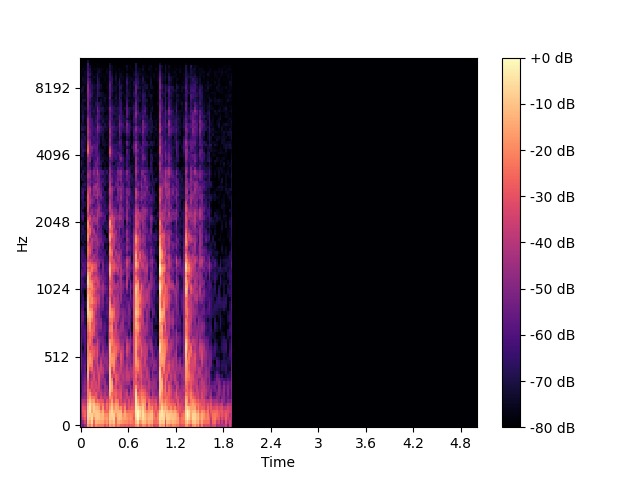 8192
4096
2048
1024
512
0
Hz
0 0.6 1.2 1.8 2.4 3 3.6 4.2 4.8
Time
+0 dB
-10 dB
-20 dB
-30 dB
-40 dB
-50 dB
-60 dB
-70 dB
-80 dB